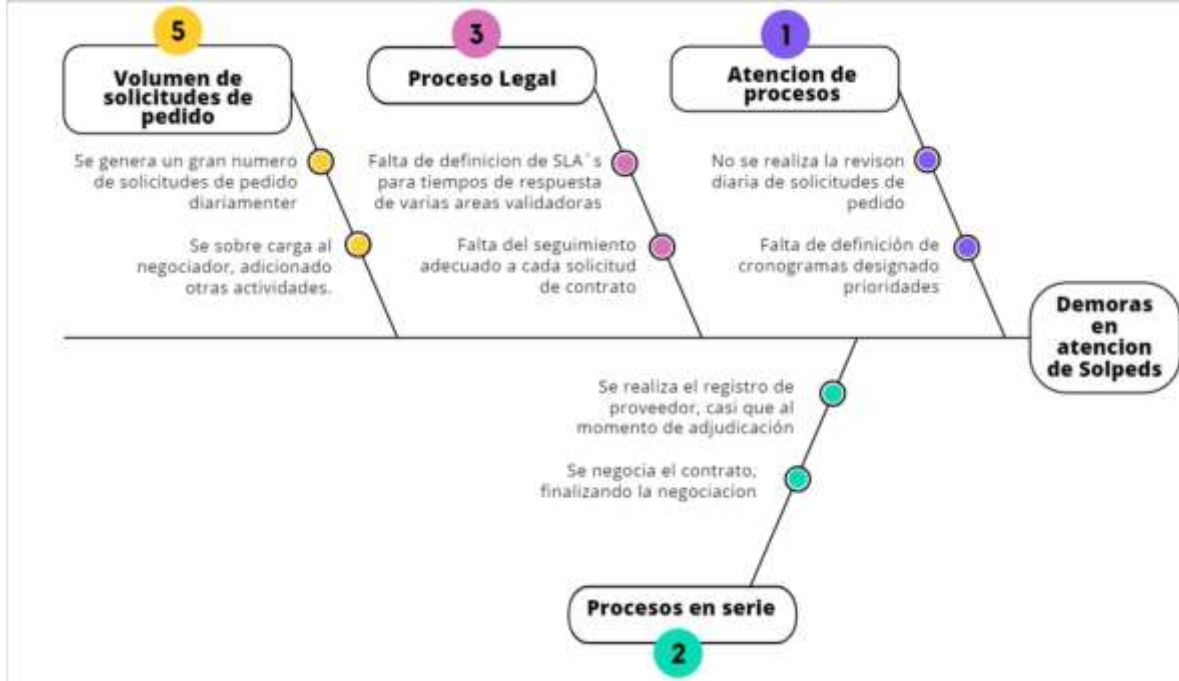 5
Volumen de
solicitudes de
pedido
Se genera un gran numero
de solicitudes de pedido
diariamenter
Se sobre carga al
negociador, adicionado
otras actividades.
3
Proceso Legal
Falta de definicion de SLA´s
para tiempos de respuesta
de varias areas validadoras
Falta del seguimiento
adecuado a cada solicitud
de contrato
1
Atencion de
procesos
No se realiza la revison
diaria de solicitudes de
pedido
Falta de definición de
cronogramas designado
prioridades
Demoras
en
atencion
de Solpeds
Se realiza el registro de
proveedor, casi que al
momento de adjudicación
Se negocia el contrato,
finalizando la negociacion
Procesos en serie
2